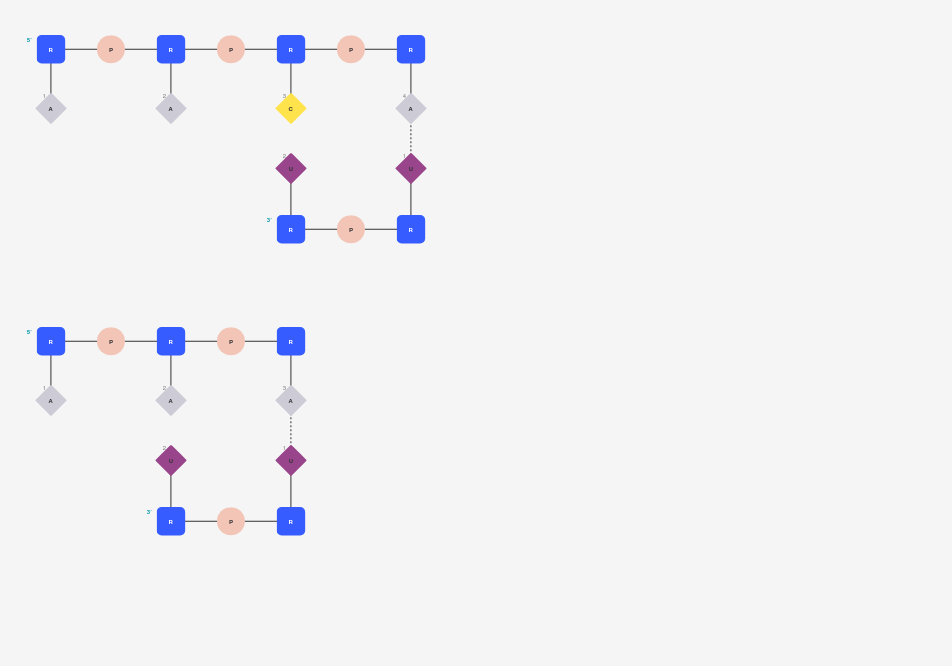 5'
R P R P R P R
1 2 3 4
A A C A
2 1
U U
3'
R P R
5'
R P R P R
1 2 3
A A A
2 1
U U
3'
R P R